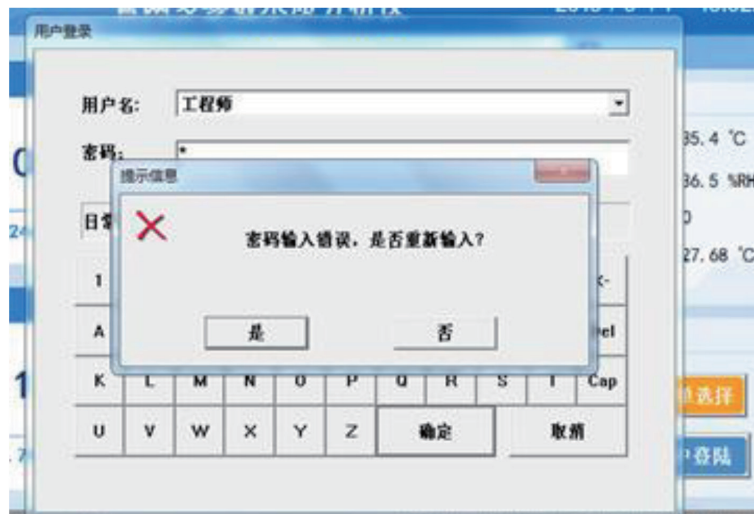 用户登录
用户名：
工程师
密码：
*
35.4 ℃
提示信息
36.5 %RH
密码输入错误，是否重新输入？
27.68 ℃
1
是
否
A
K L M N O P Q R S T Cap
U V W X Y Z 确定 取消